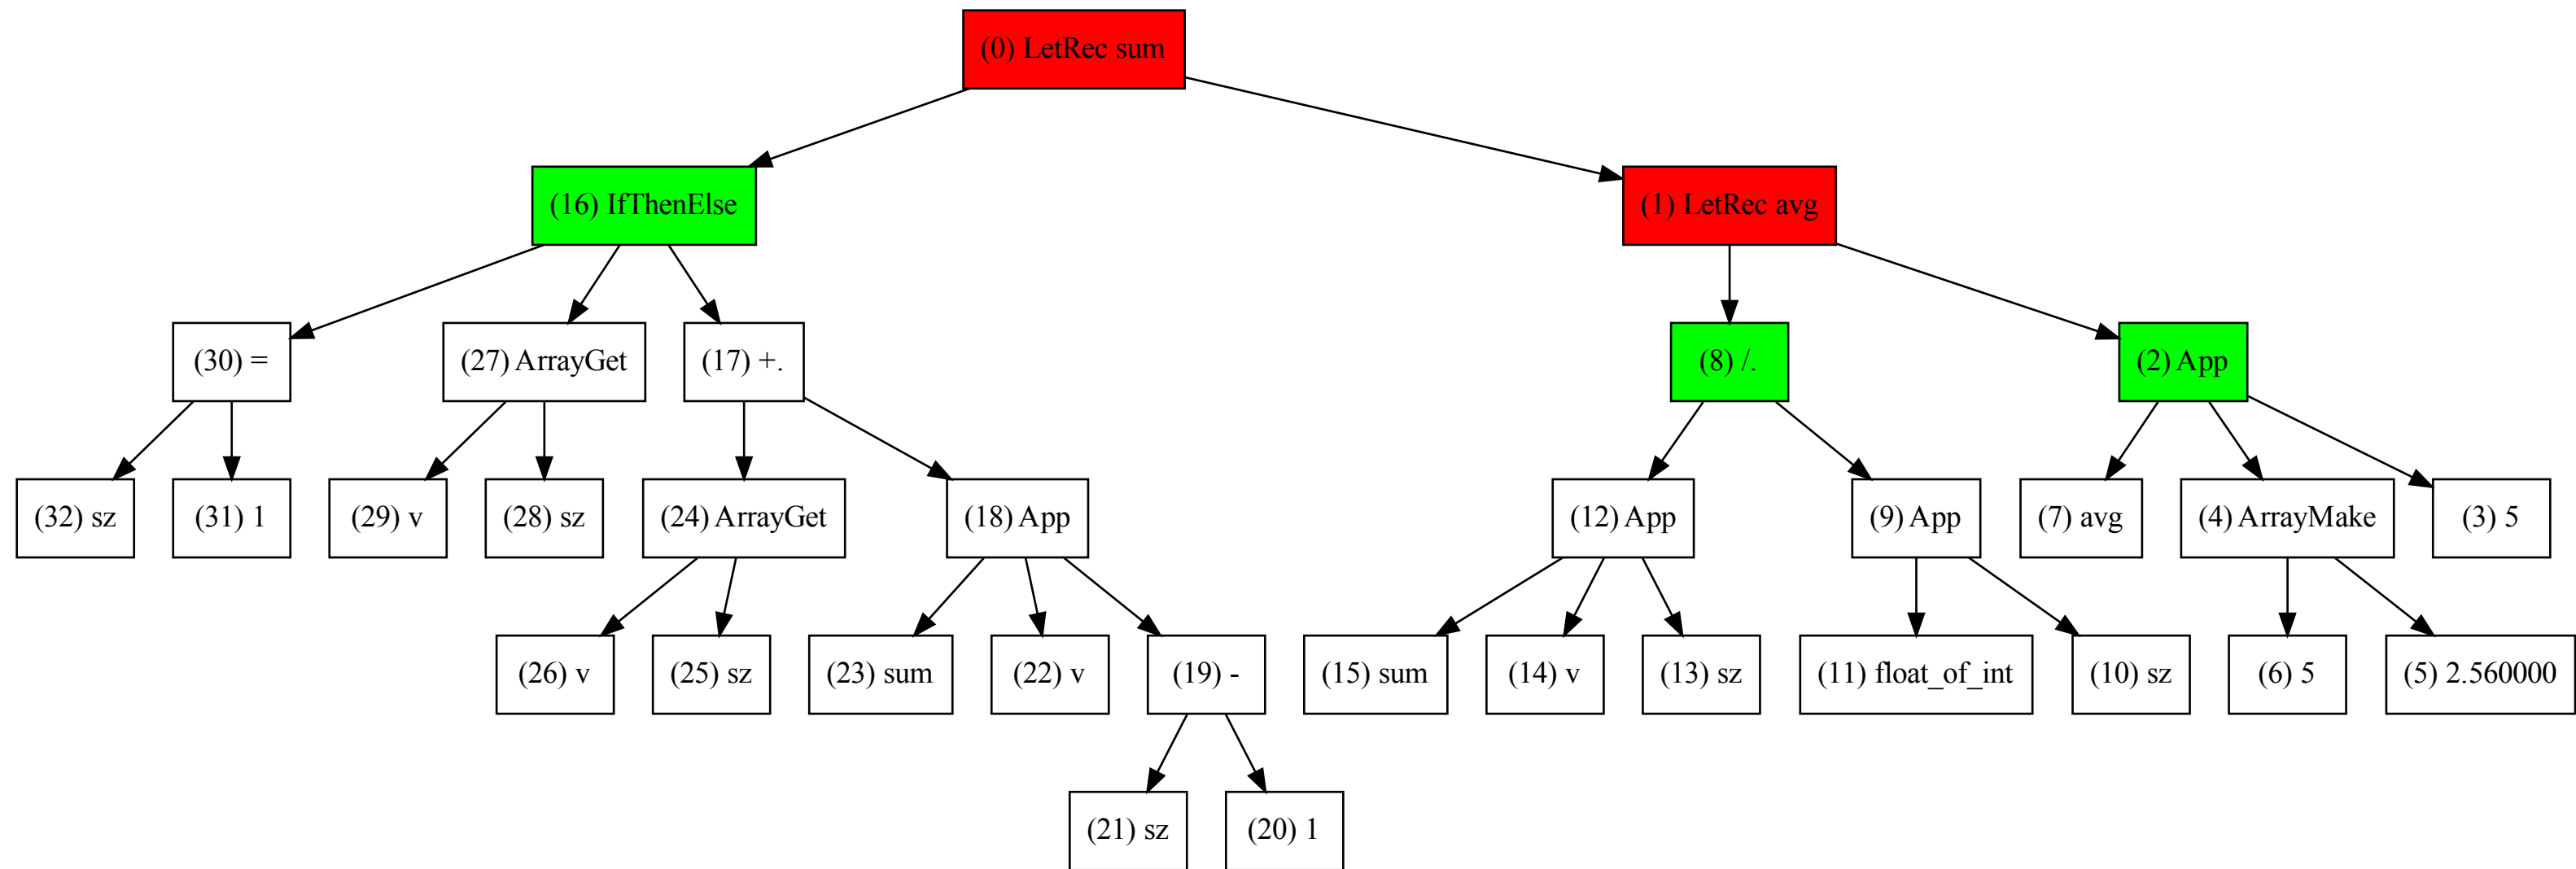 (0) LetRec sum
(16) IfThenElse
(1) LetRec avg
(30) =
(27) ArrayGet
(17) +.
(8) /.
(2) App
(32) sz
(31) 1
(29) v
(28) sz
(24) ArrayGet
(18) App
(12) App
(9) App
(7) avg
(4) ArrayMake
(3) 5
(26) v
(25) sz
(23) sum
(22) v
(19) -
(15) sum
(14) v
(13) sz
(11) float_of_int
(10) sz
(6) 5
(5) 2.560000
(21) sz
(20) 1